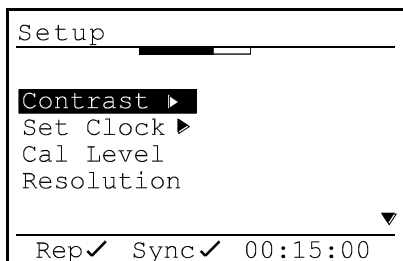 Setup
Contrast ▶
Set Clock ▶
Cal Level
Resolution
▼
Rep✓ Sync✓ 00:15:00